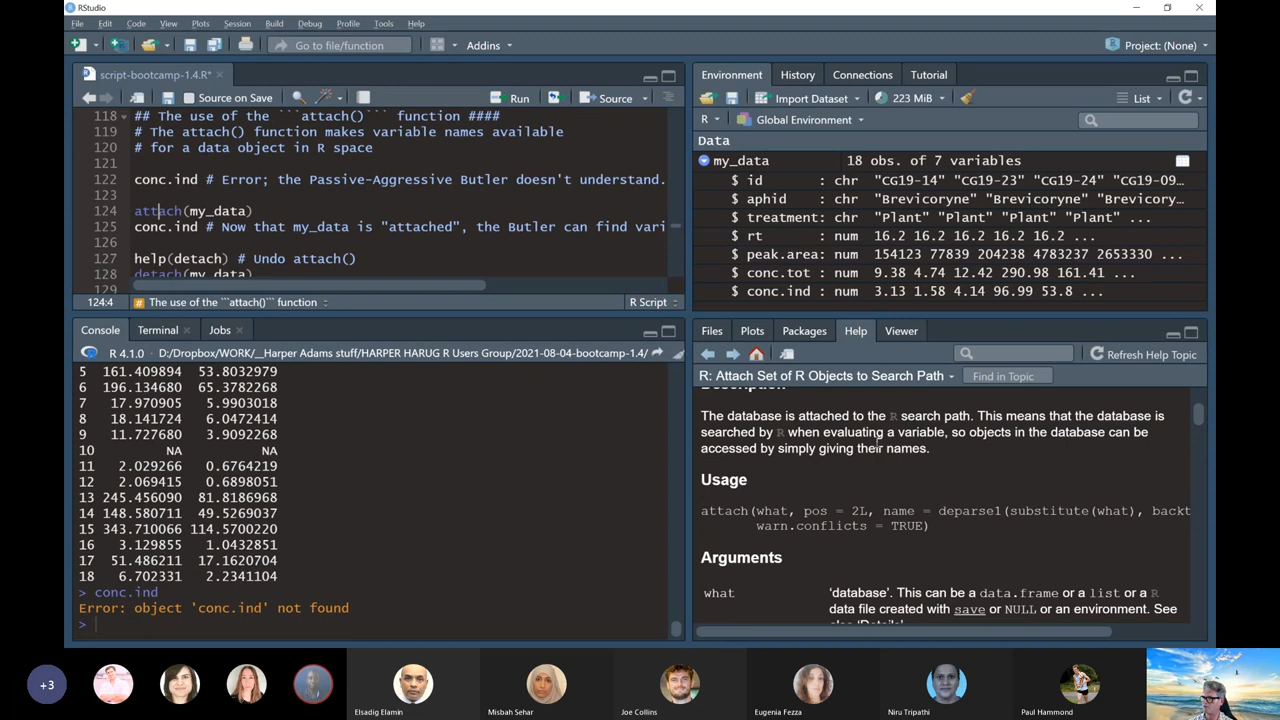 RStudio
File Edit Code View Plots Session Build Debug Profile Tools Help
Go to file/function Addins Project: (None)
script-bootcamp-1.4.R*
Source on Save Run Source
118 ## The use of the ```attach()``` function ####
119 # The attach() function makes variable names available
120 # for a data object in R space
121
122 conc.ind # Error; the Passive-Aggressive Butler doesn't understand.
123
124 attach(my_data)
125 conc.ind # Now that my_data is "attached", the Butler can find vari
126
127 help(detach) # Undo attach()
128 detach(my_data)
129
124:4 The use of the ```attach()``` function R Script
Console Terminal Jobs
R 4.1.0 · D:/Dropbox/WORK/__Harper Adams stuff/HARPER HARUG R Users Group/2021-08-04-bootcamp-1.4/
5 161.409894 53.8032979
6 196.134680 65.3782268
7 17.970905 5.9903018
8 18.141724 6.0472414
9 11.727680 3.9092268
10 NA NA
11 2.029266 0.6764219
12 2.069415 0.6898051
13 245.456090 81.8186968
14 148.580711 49.5269037
15 343.710066 114.5700220
16 3.129855 1.0432851
17 51.486211 17.1620704
18 6.702331 2.2341104
> conc.ind
Error: object 'conc.ind' not found
>
Environment History Connections Tutorial
Import Dataset 223 MiB List
R Global Environment
Data
my_data 18 obs. of 7 variables
$ id : chr "CG19-14" "CG19-23" "CG19-24" "CG19-09…
$ aphid : chr "Brevicoryne" "Brevicoryne" "Brevicory…
$ treatment: chr "Plant" "Plant" "Plant" "Plant" ...
$ rt : num 16.2 16.2 16.2 16.2 16.2 ...
$ peak.area: num 154123 77839 204238 4783237 2653330 ...
$ conc.tot : num 9.38 4.74 12.42 290.98 161.41 ...
$ conc.ind : num 3.13 1.58 4.14 96.99 53.8 ...
Files Plots Packages Help Viewer
Refresh Help Topic
R: Attach Set of R Objects to Search Path Find in Topic
Description
The database is attached to the R search path. This means that the database is
searched by R when evaluating a variable, so objects in the database can be
accessed by simply giving their names.
Usage
attach(what, pos = 2L, name = deparse1(substitute(what), backt
warn.conflicts = TRUE)
Arguments
what 'database'. This can be a data.frame or a list or a R
data file created with save or NULL or an environment. See
also 'Details'.
+3
Elsadig Elamin Misbah Sehar Joe Collins Eugenia Fezza Niru Tripathi Paul Hammond